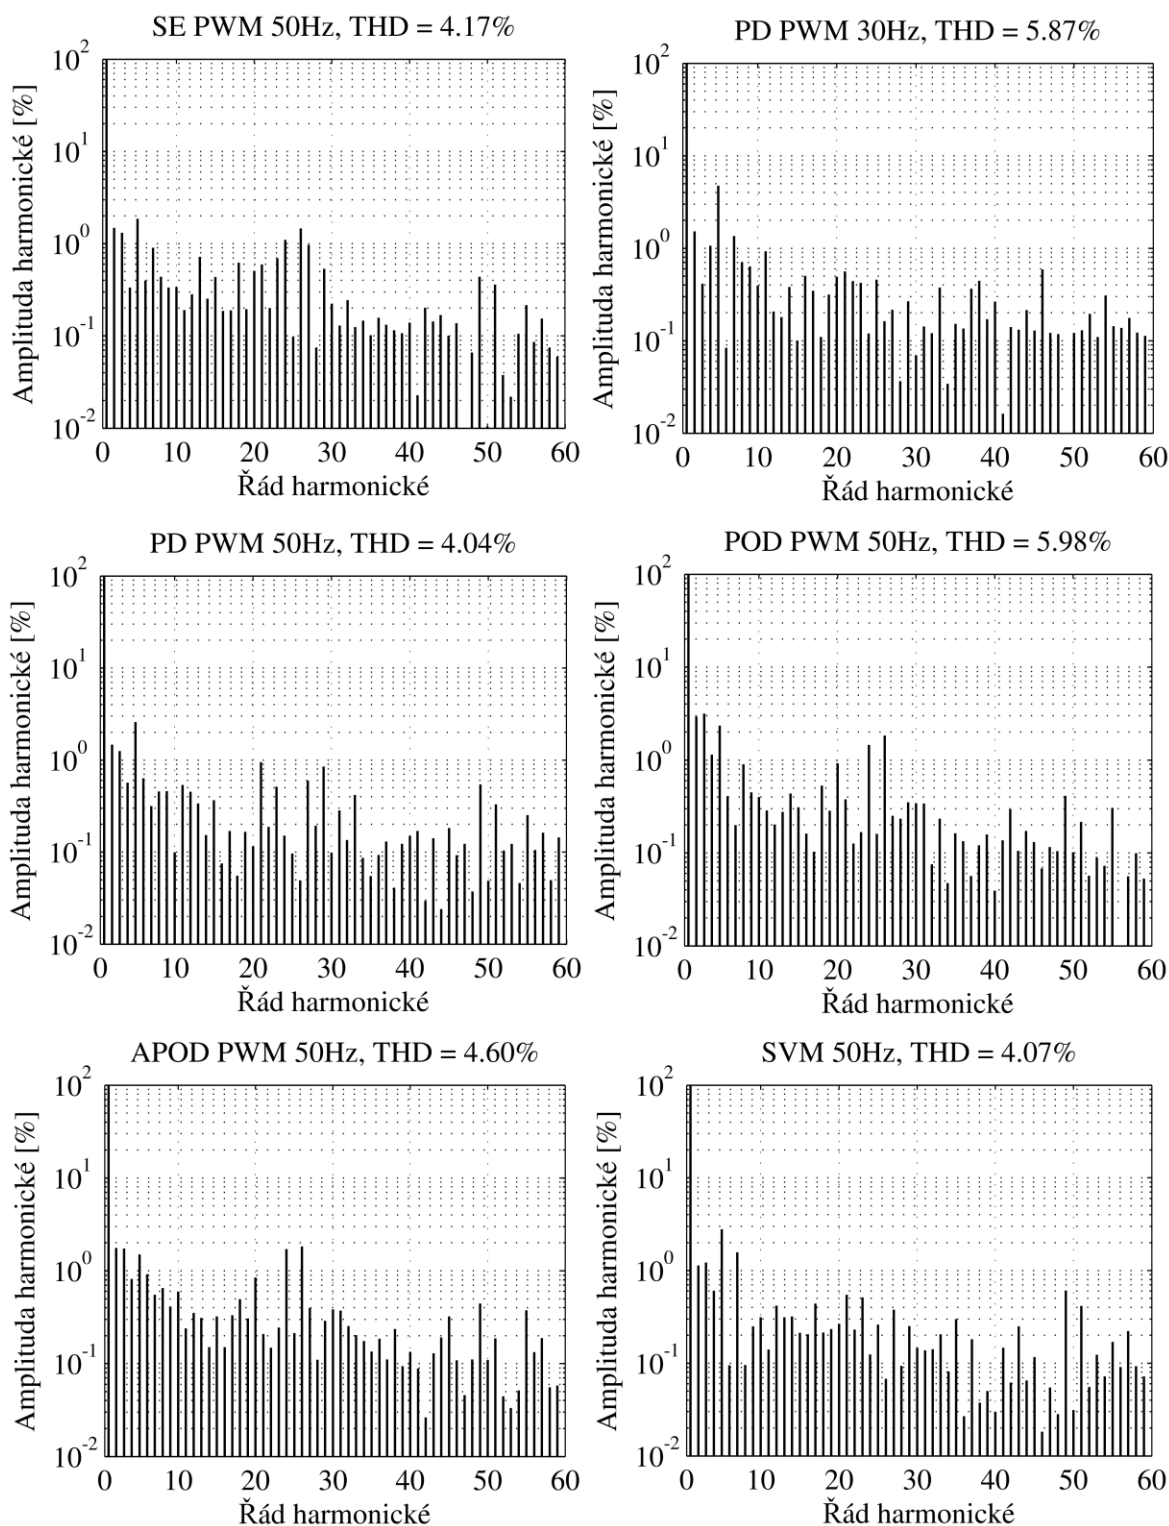 SE PWM 50Hz, THD = 4.17%
Amplituda harmonické [%]
10^2
10^1
10^0
10^-1
10^-2
0 10 20 30 40 50 60
Řád harmonické
PD PWM 30Hz, THD = 5.87%
Amplituda harmonické [%]
10^2
10^1
10^0
10^-1
10^-2
0 10 20 30 40 50 60
Řád harmonické
PD PWM 50Hz, THD = 4.04%
Amplituda harmonické [%]
10^2
10^1
10^0
10^-1
10^-2
0 10 20 30 40 50 60
Řád harmonické
POD PWM 50Hz, THD = 5.98%
Amplituda harmonické [%]
10^2
10^1
10^0
10^-1
10^-2
0 10 20 30 40 50 60
Řád harmonické
APOD PWM 50Hz, THD = 4.60%
Amplituda harmonické [%]
10^2
10^1
10^0
10^-1
10^-2
0 10 20 30 40 50 60
Řád harmonické
SVM 50Hz, THD = 4.07%
Amplituda harmonické [%]
10^2
10^1
10^0
10^-1
10^-2
0 10 20 30 40 50 60
Řád harmonické